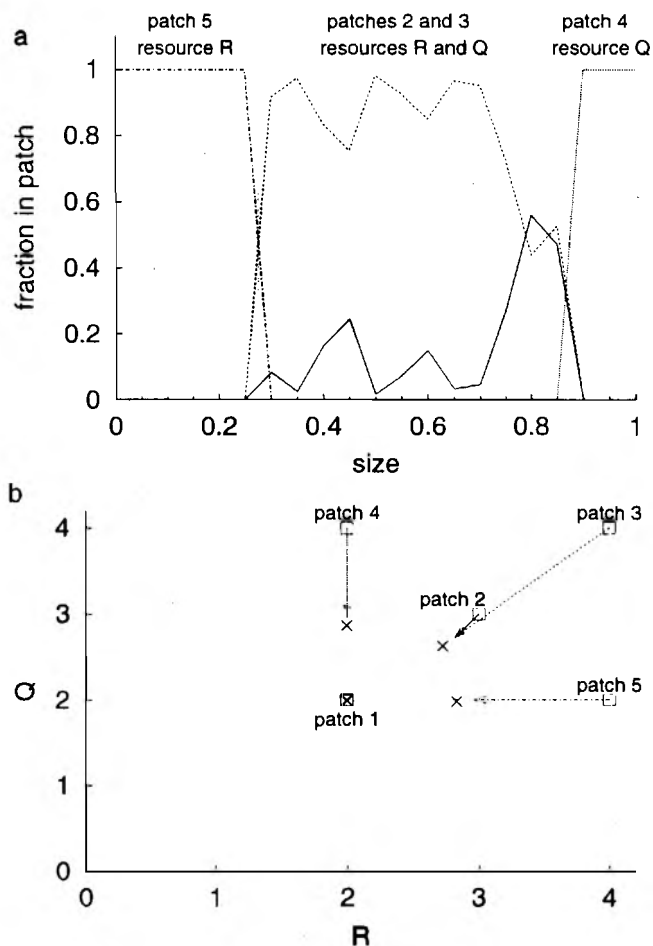 a
patch 5
resource R
patches 2 and 3
resources R and Q
patch 4
resource Q
fraction in patch
1
0.8
0.6
0.4
0.2
0
0 0.2 0.4 0.6 0.8 1
size
b
Q
4
3
2
1
0
patch 4
patch 3
patch 2
patch 5
patch 1
0 1 2 3 4
R